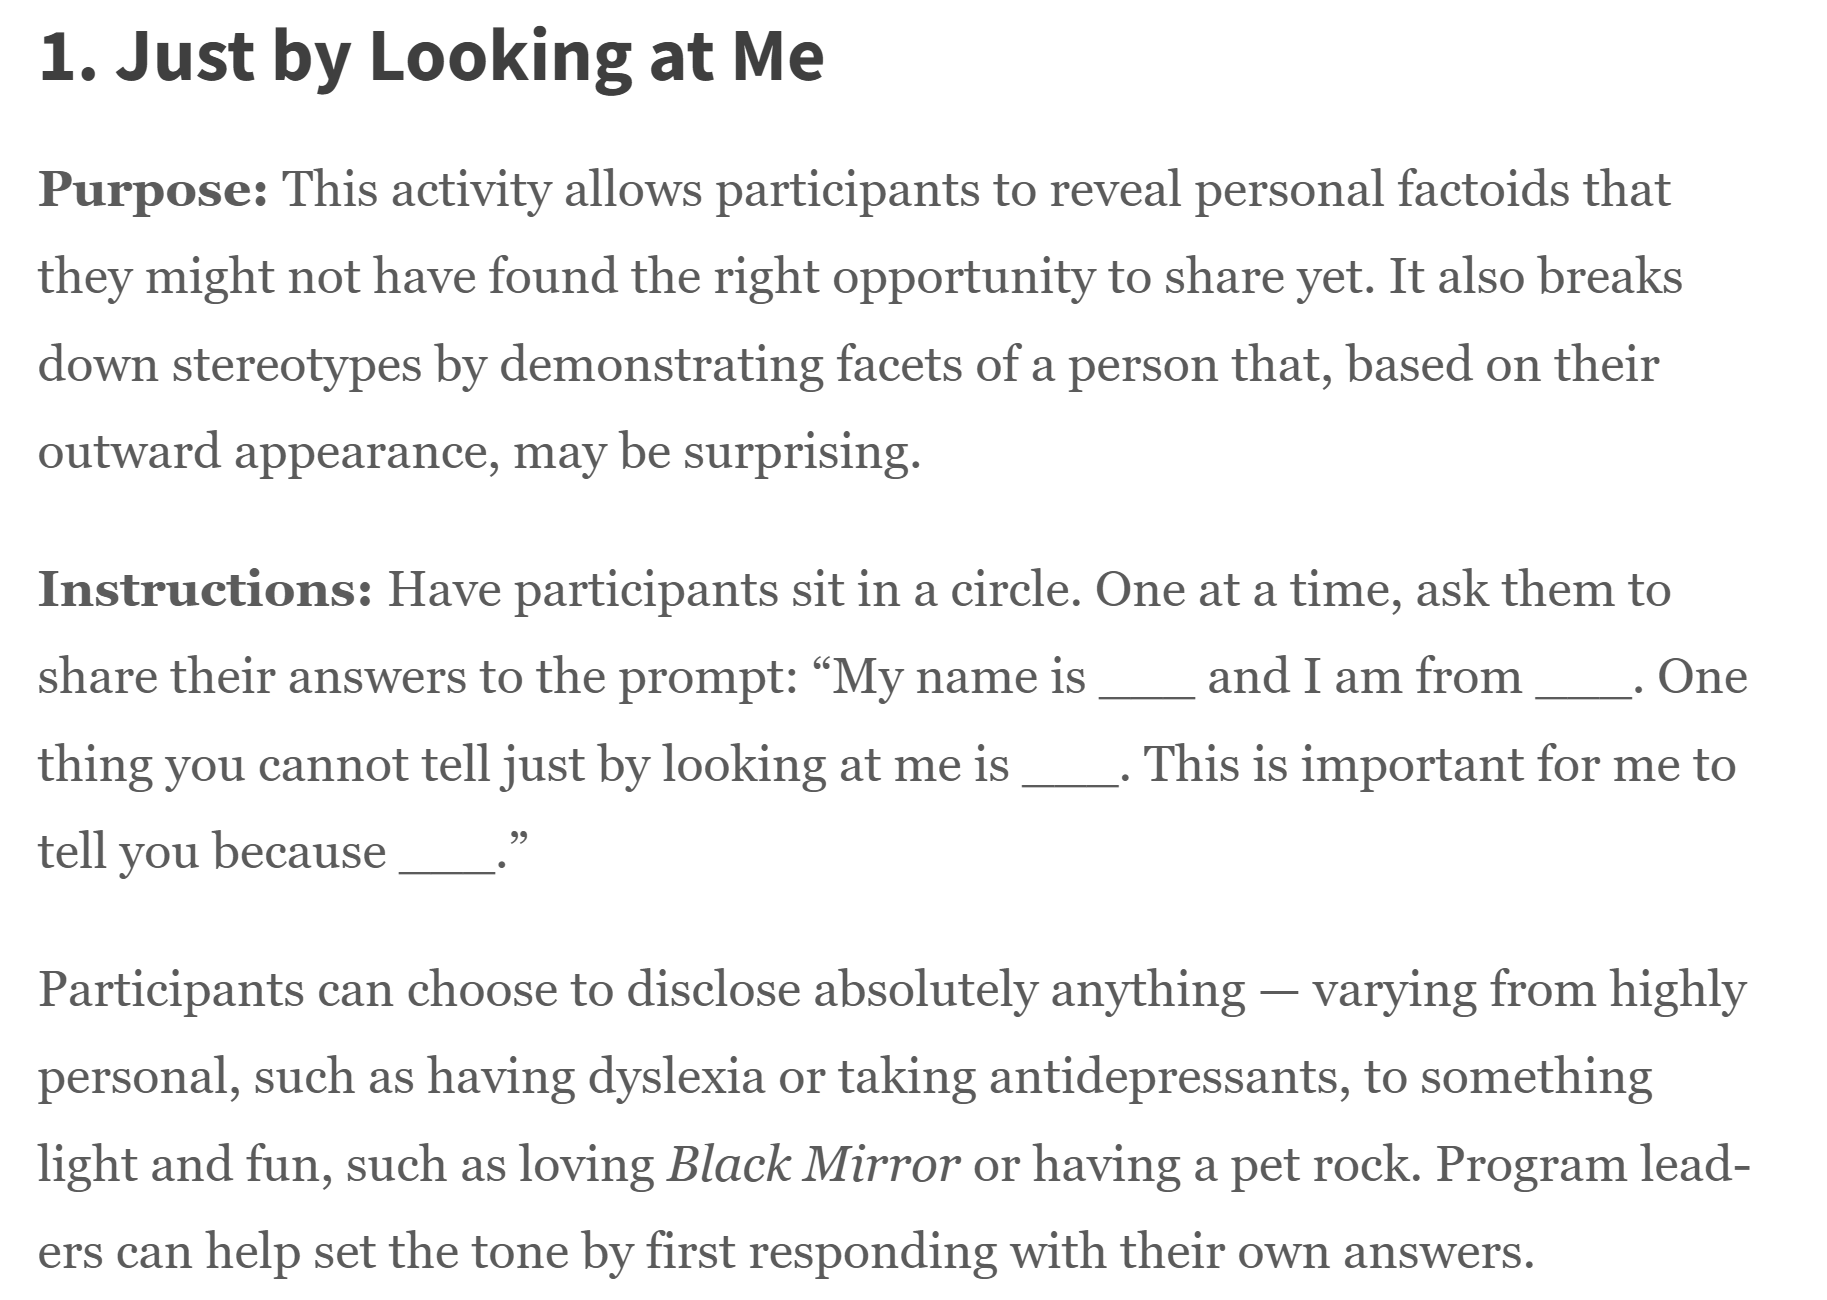 1. Just by Looking at Me
Purpose: This activity allows participants to reveal personal factoids that
they might not have found the right opportunity to share yet. It also breaks
down stereotypes by demonstrating facets of a person that, based on their
outward appearance, may be surprising.
Instructions: Have participants sit in a circle. One at a time, ask them to
share their answers to the prompt: “My name is ___ and I am from ___. One
thing you cannot tell just by looking at me is ___. This is important for me to
tell you because ___.”
Participants can choose to disclose absolutely anything — varying from highly
personal, such as having dyslexia or taking antidepressants, to something
light and fun, such as loving Black Mirror or having a pet rock. Program lead-
ers can help set the tone by first responding with their own answers.